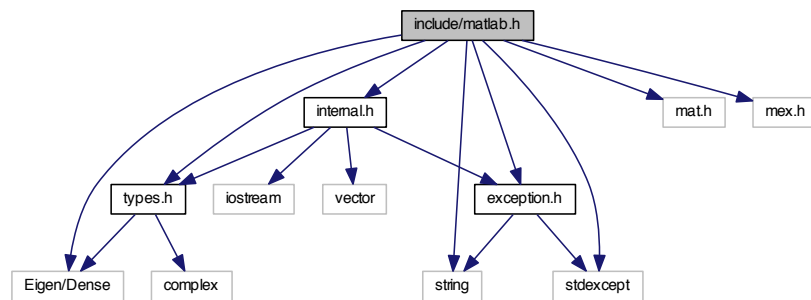 include/matlab.h
internal.h
mat.h
mex.h
types.h
iostream
vector
exception.h
Eigen/Dense
complex
string
stdexcept